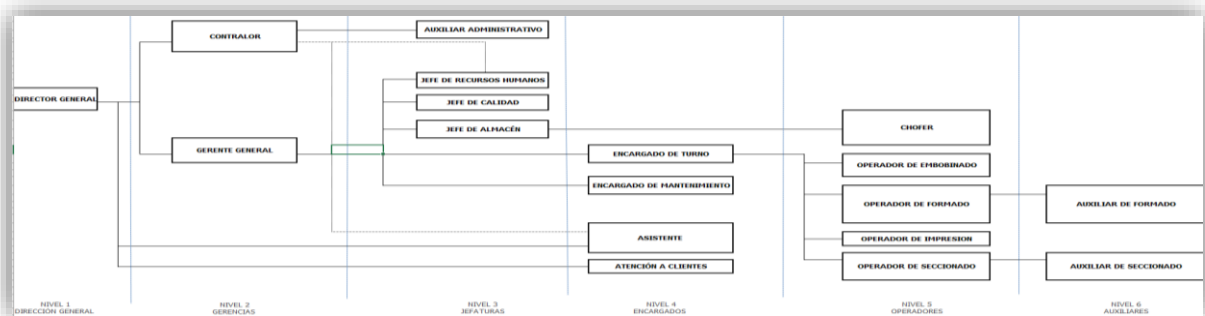 CONTRALOR
AUXILIAR ADMINISTRATIVO
JEFE DE RECURSOS HUMANOS
DIRECTOR GENERAL
JEFE DE CALIDAD
JEFE DE ALMACÉN
CHOFER
GERENTE GENERAL
ENCARGADO DE TURNO
OPERADOR DE EMBOBINADO
ENCARGADO DE MANTENIMIENTO
OPERADOR DE FORMADO
AUXILIAR DE FORMADO
ASISTENTE
OPERADOR DE IMPRESION
ATENCIÓN A CLIENTES
OPERADOR DE SECCIONADO
AUXILIAR DE SECCIONADO
NIVEL 1
DIRECCIÓN GENERAL
NIVEL 2
GERENCIAS
NIVEL 3
JEFATURAS
NIVEL 4
ENCARGADOS
NIVEL 5
OPERADORES
NIVEL 6
AUXILIARES